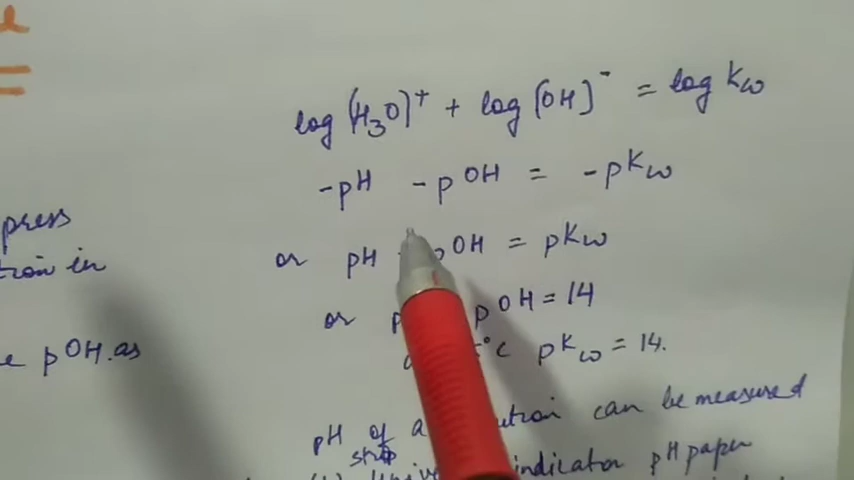 press
tion in
e pOH.as
log (H₃O)⁺ + log [OH]⁻ = log Kw
-pH -pOH = -pKw
or pH pOH = pKw
or pOH = 14
°C pKw = 14.
pH of a can be measured
strip
indicator pH paper